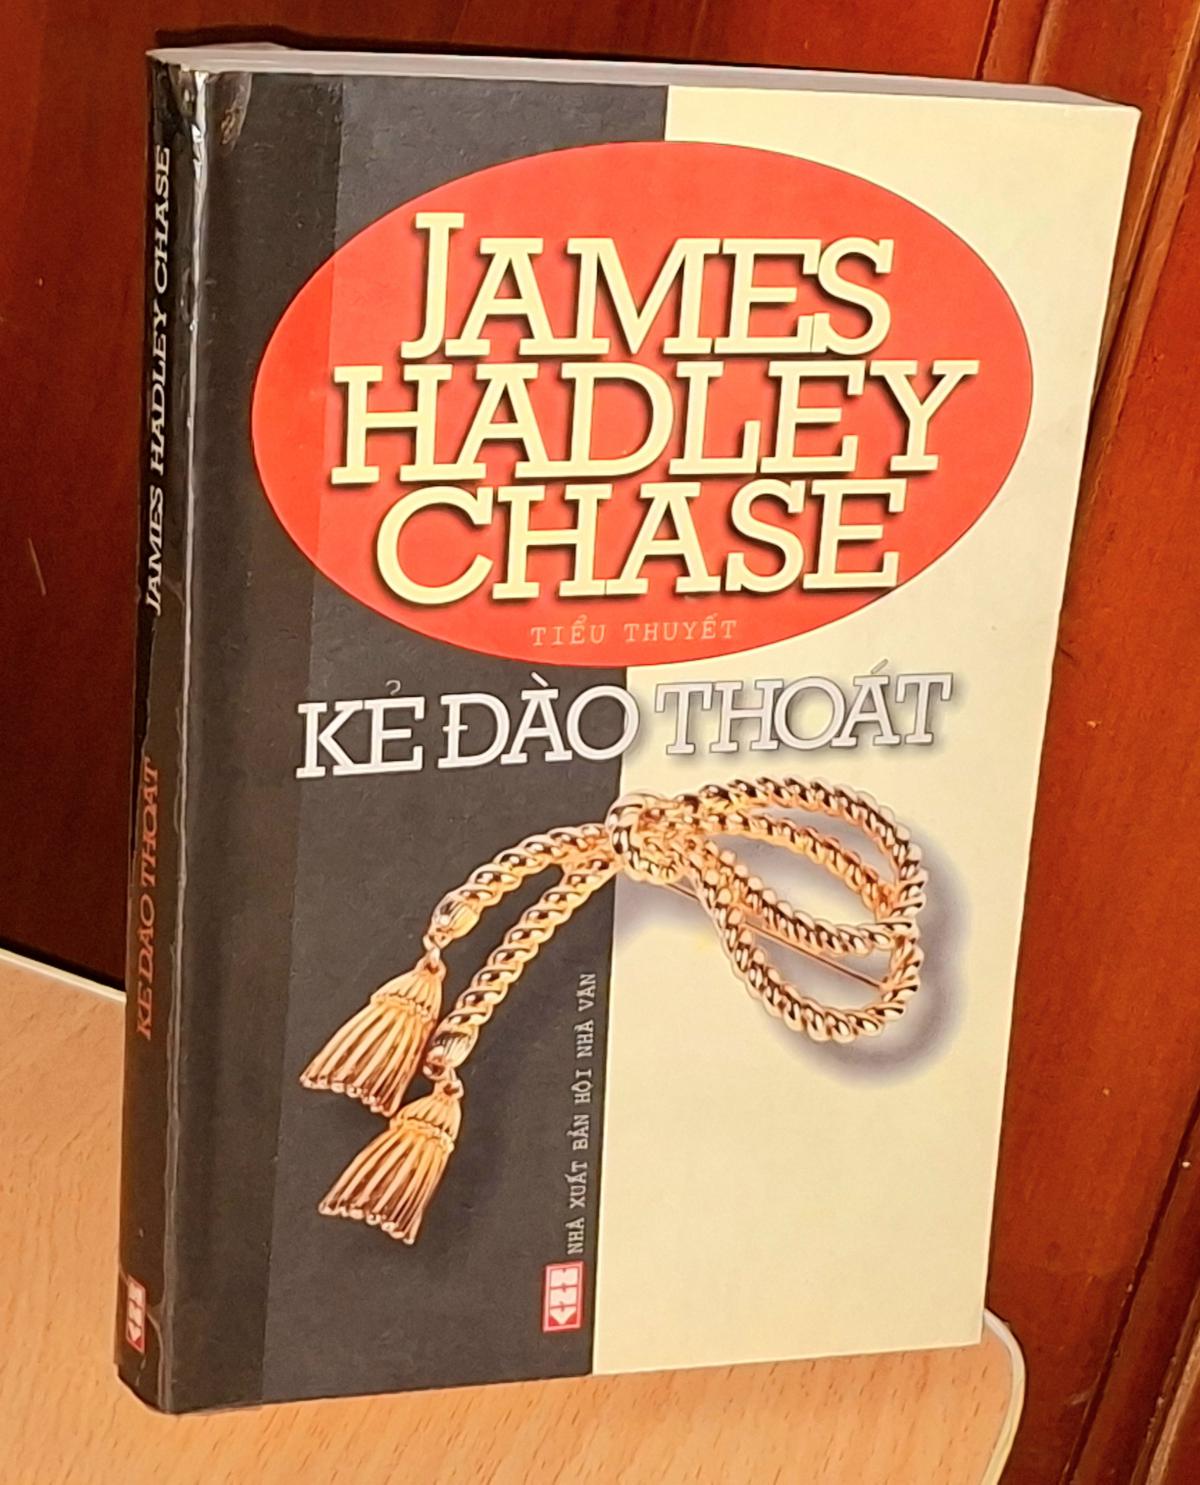 JAMES
HADLEY
CHASE
TIỂU THUYẾT
KẺ ĐÀO THOÁT
NHÀ XUẤT BẢN HỘI NHÀ VĂN
JAMES HADLEY CHASE
KẺ ĐÀO THOÁT